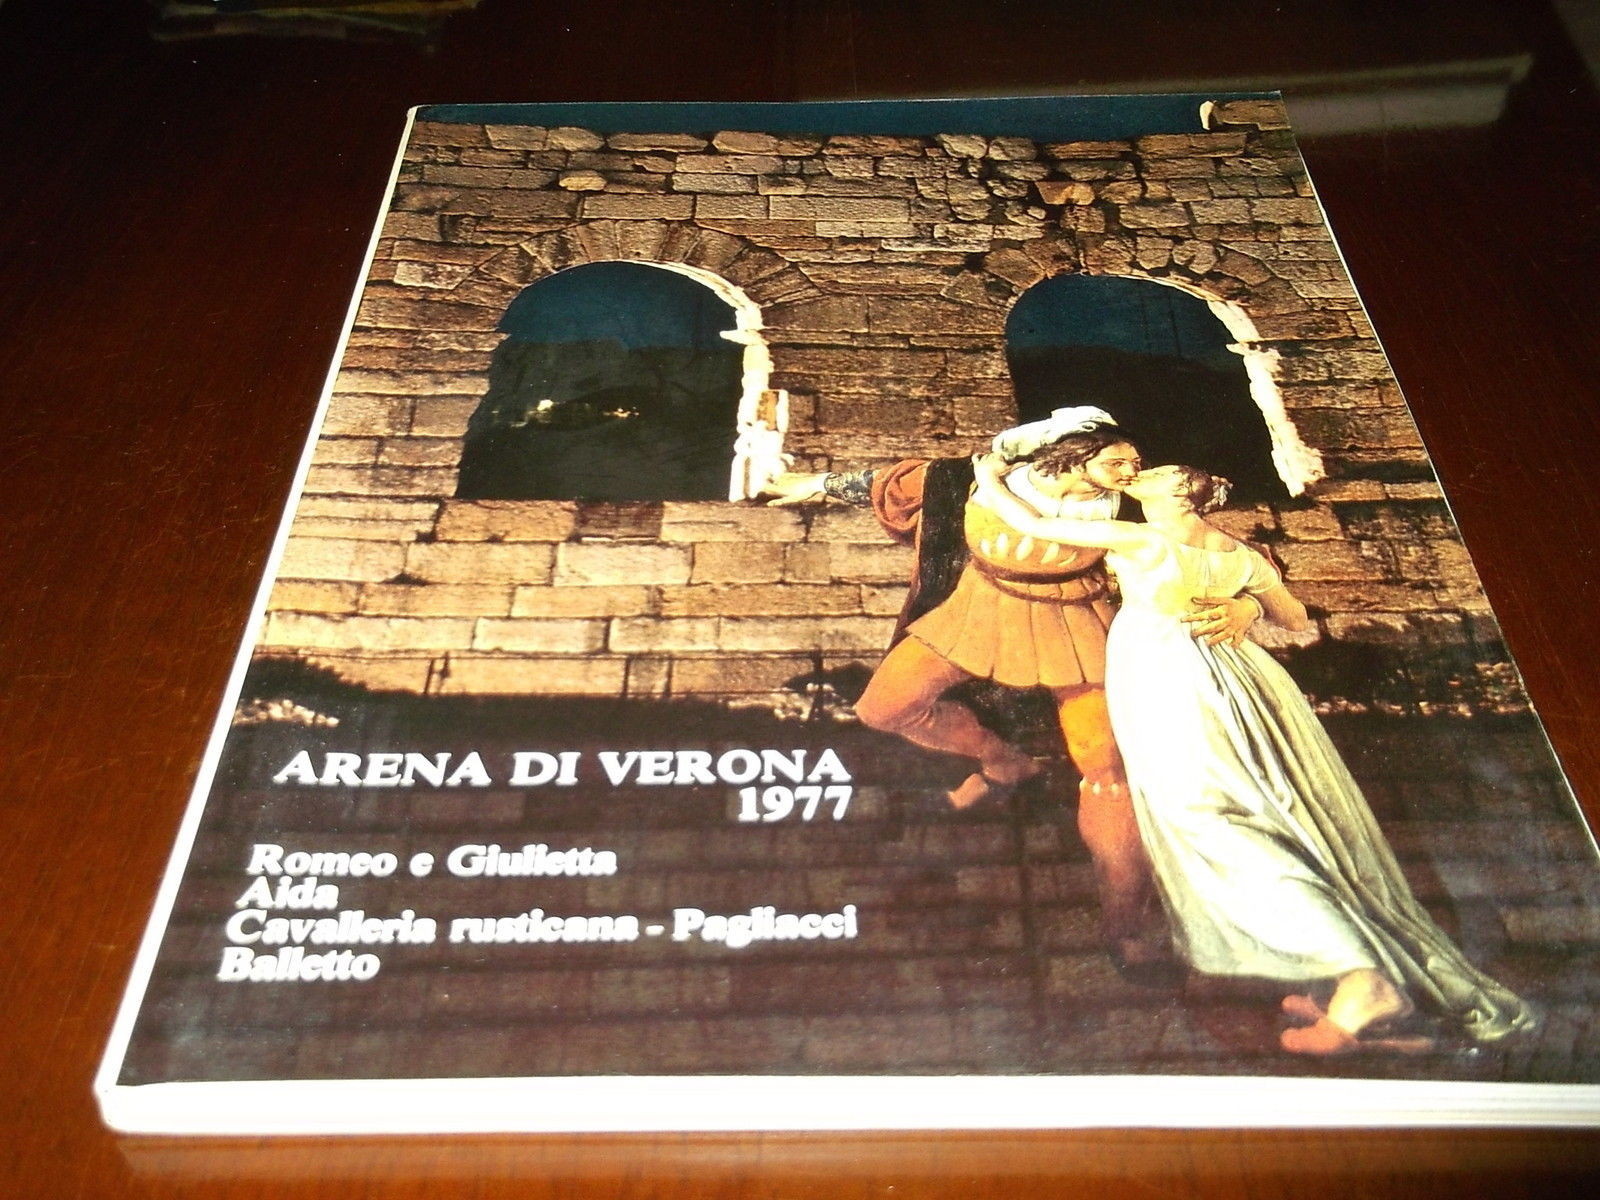 ARENA DI VERONA
1977
Romeo e Giulietta
Aida
Cavalleria rusticana - Pagliacci
Balletto